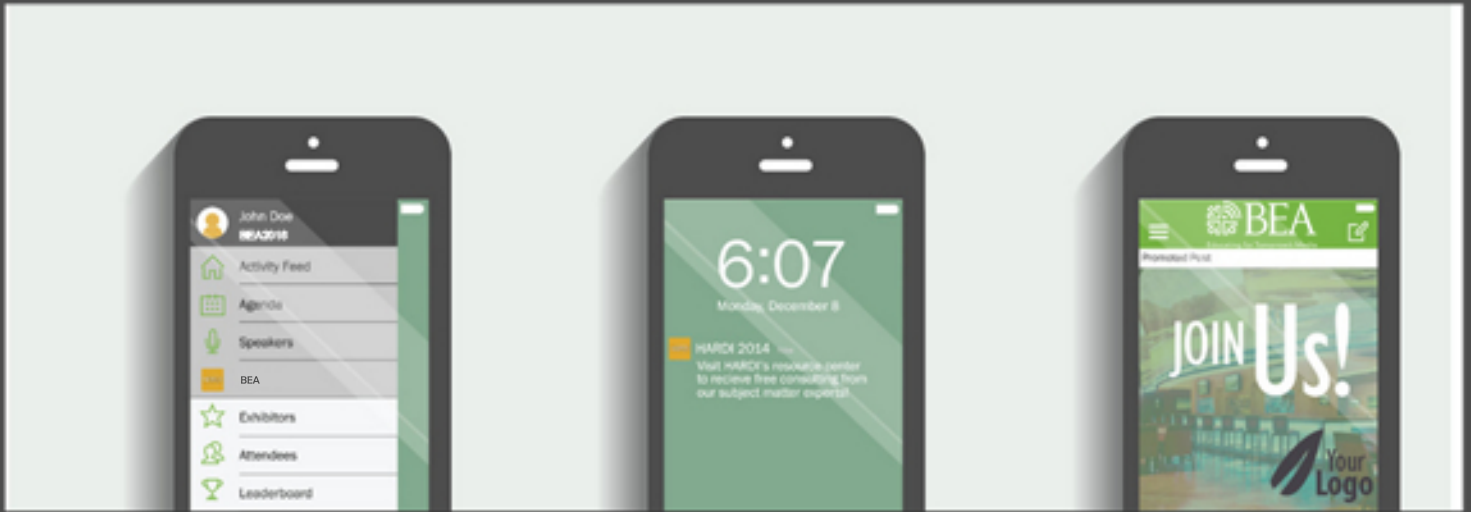 John Doe
BEA2018
Activity Feed
Agenda
Speakers
BEA
Exhibitors
Attendees
Leaderboard
6:07
Monday, December 8
HARDI 2014
Visit HARDI's resource center
to recieve free consulting from
our subject matter experts!
BEA
Promoted Post
JOIN Us!
Your
Logo